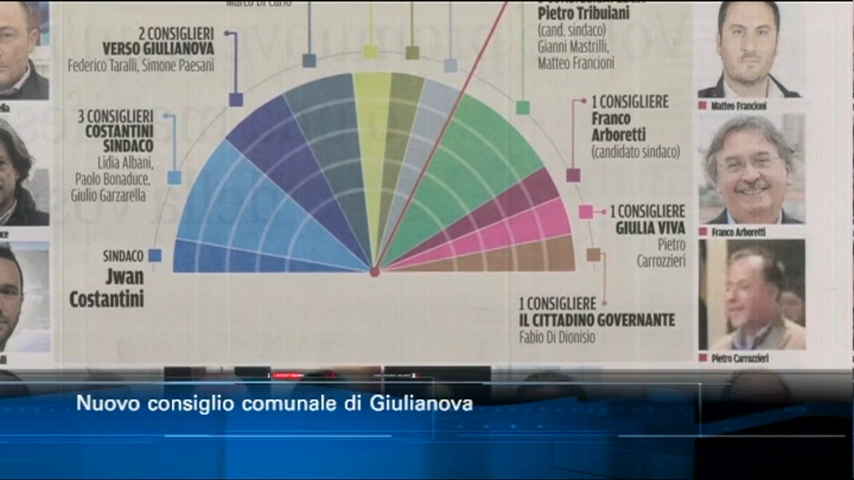 Marco Di Carlo
2 CONSIGLIERI
VERSO GIULIANOVA
Federico Taralli, Simone Paesani
3 CONSIGLIERI
COSTANTINI
SINDACO
Lidia Albani,
Paolo Bonaduce,
Giulio Garzarella
SINDACO
Jwan
Costantini
Pietro Tribulani
(cand. sindaco)
Gianni Mastrilli,
Matteo Francioni
1 CONSIGLIERE
Franco
Arboretti
(candidato sindaco)
1 CONSIGLIERE
GIULIA VIVA
Pietro
Carrozzieri
1 CONSIGLIERE
IL CITTADINO GOVERNANTE
Fabio Di Dionisio
Matteo Francioni
Franco Arboretti
Pietro Carrozzieri
Nuovo consiglio comunale di Giulianova